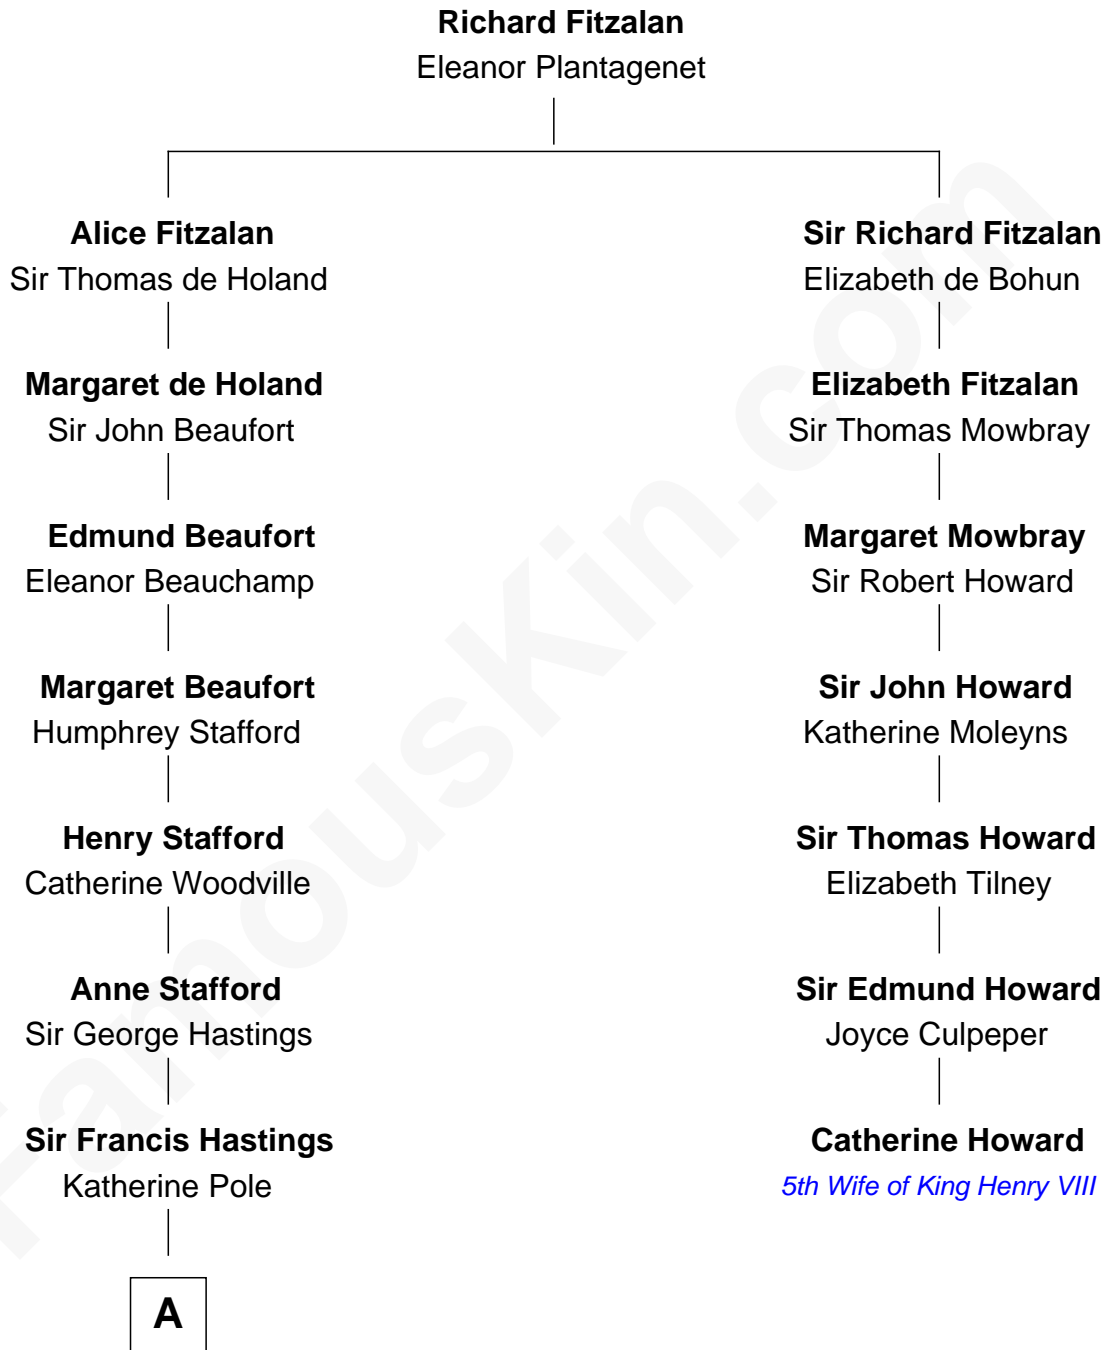 Richard Fitzalan
Eleanor Plantagenet
Alice Fitzalan
Sir Thomas de Holand
Sir Richard Fitzalan
Elizabeth de Bohun
Margaret de Holand
Sir John Beaufort
Elizabeth Fitzalan
Sir Thomas Mowbray
Edmund Beaufort
Eleanor Beauchamp
Margaret Mowbray
Sir Robert Howard
Margaret Beaufort
Humphrey Stafford
Sir John Howard
Katherine Moleyns
Henry Stafford
Catherine Woodville
Sir Thomas Howard
Elizabeth Tilney
Anne Stafford
Sir George Hastings
Sir Edmund Howard
Joyce Culpeper
Sir Francis Hastings
Katherine Pole
Catherine Howard
5th Wife of King Henry VIII
A
FamousKin.com